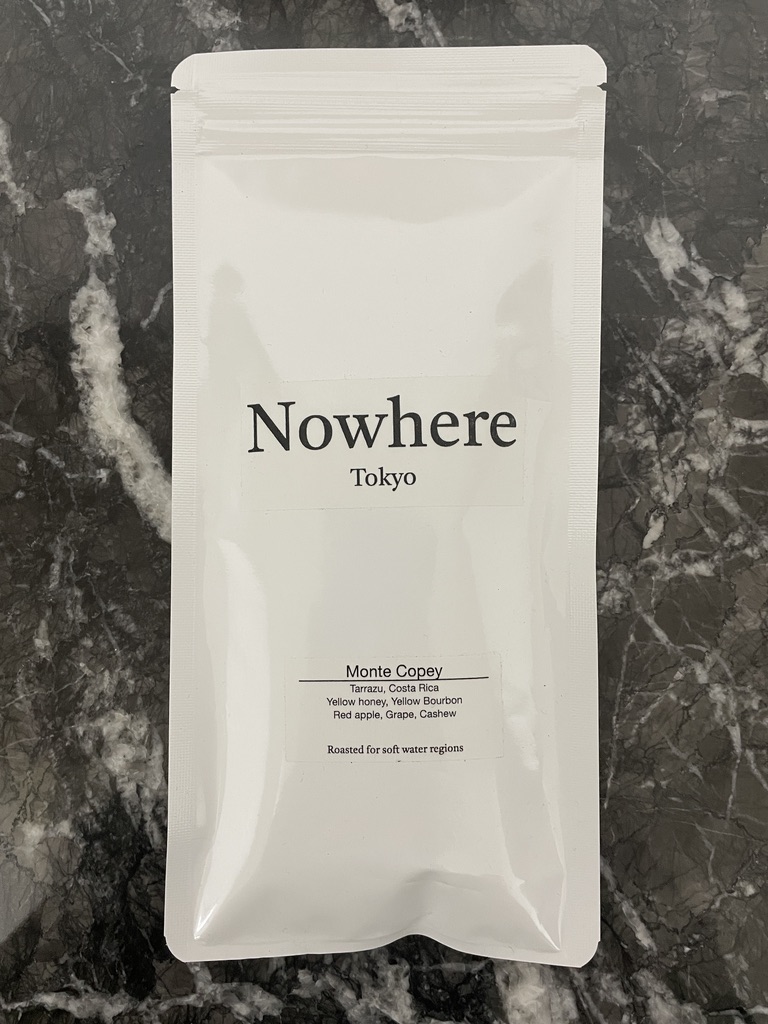 Nowhere
Tokyo
Monte Copey
Tarrazu, Costa Rica
Yellow honey, Yellow Bourbon
Red apple, Grape, Cashew
Roasted for soft water regions